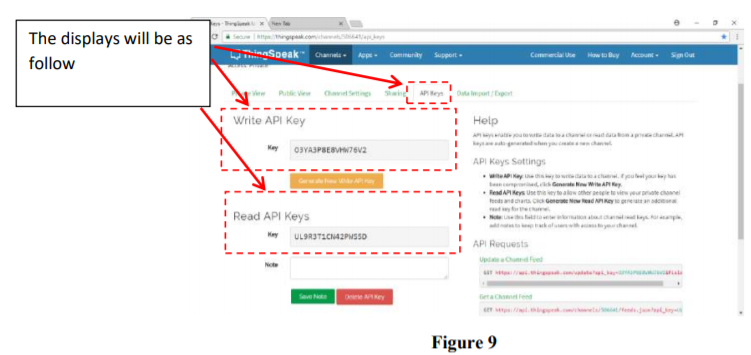 The displays will be as
follow
Keys - ThingSpeak
New Tab
Secure https://thingspeak.com/channels/506641/api_keys
ThingSpeak™ Channels Apps Community Support Commercial Use How to Buy Account Sign Out
Access: Private
Private View Public View Channel Settings Sharing API Keys Data Import / Export
Write API Key
Key
O3YA3P8E8VHW76V2
Generate New Write API Key
Read API Keys
Key
UL9R3T1CN42PWSSD
Note
Save Note Delete API Key
Help
API keys enable you to write data to a channel or read data from a private channel. API
keys are auto-generated when you create a new channel.
API Keys Settings
Write API Key: Use this key to write data to a channel. If you feel your key has
been compromised, click Generate New Write API Key.
Read API Keys: Use this key to allow other people to view your private channel
feeds and charts. Click Generate New Read API Key to generate an additional
read key for the channel.
Note: Use this field to enter information about channel read keys. For example,
add notes to keep track of users with access to your channel.
API Requests
Update a Channel Feed
GET https://api.thingspeak.com/update?api_key=
Get a Channel Feed
GET https://api.thingspeak.com/channels/506641/feeds.json?api_key=
Figure 9